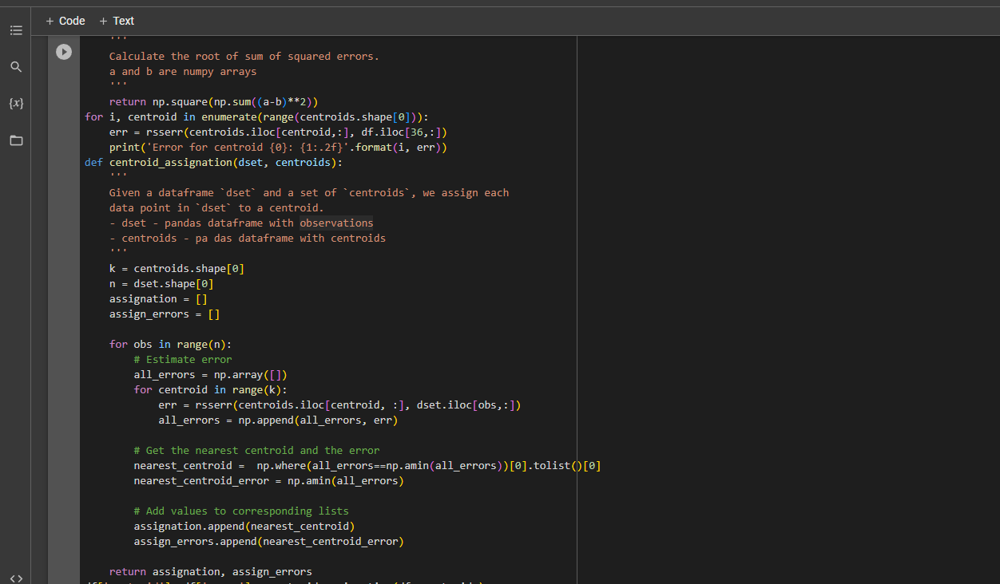 + Code + Text
'''
Calculate the root of sum of squared errors.
a and b are numpy arrays
'''
return np.square(np.sum((a-b)**2))
for i, centroid in enumerate(range(centroids.shape[0])):
err = rsserr(centroids.iloc[centroid,:], df.iloc[36,:])
print('Error for centroid {0}: {1:.2f}'.format(i, err))
def centroid_assignation(dset, centroids):
'''
Given a dataframe `dset` and a set of `centroids`, we assign each
data point in `dset` to a centroid.
- dset - pandas dataframe with observations
- centroids - pa das dataframe with centroids
'''
k = centroids.shape[0]
n = dset.shape[0]
assignation = []
assign_errors = []
for obs in range(n):
# Estimate error
all_errors = np.array([])
for centroid in range(k):
err = rsserr(centroids.iloc[centroid, :], dset.iloc[obs,:])
all_errors = np.append(all_errors, err)
# Get the nearest centroid and the error
nearest_centroid =  np.where(all_errors==np.amin(all_errors))[0].tolist()[0]
nearest_centroid_error = np.amin(all_errors)
# Add values to corresponding lists
assignation.append(nearest_centroid)
assign_errors.append(nearest_centroid_error)
return assignation, assign_errors